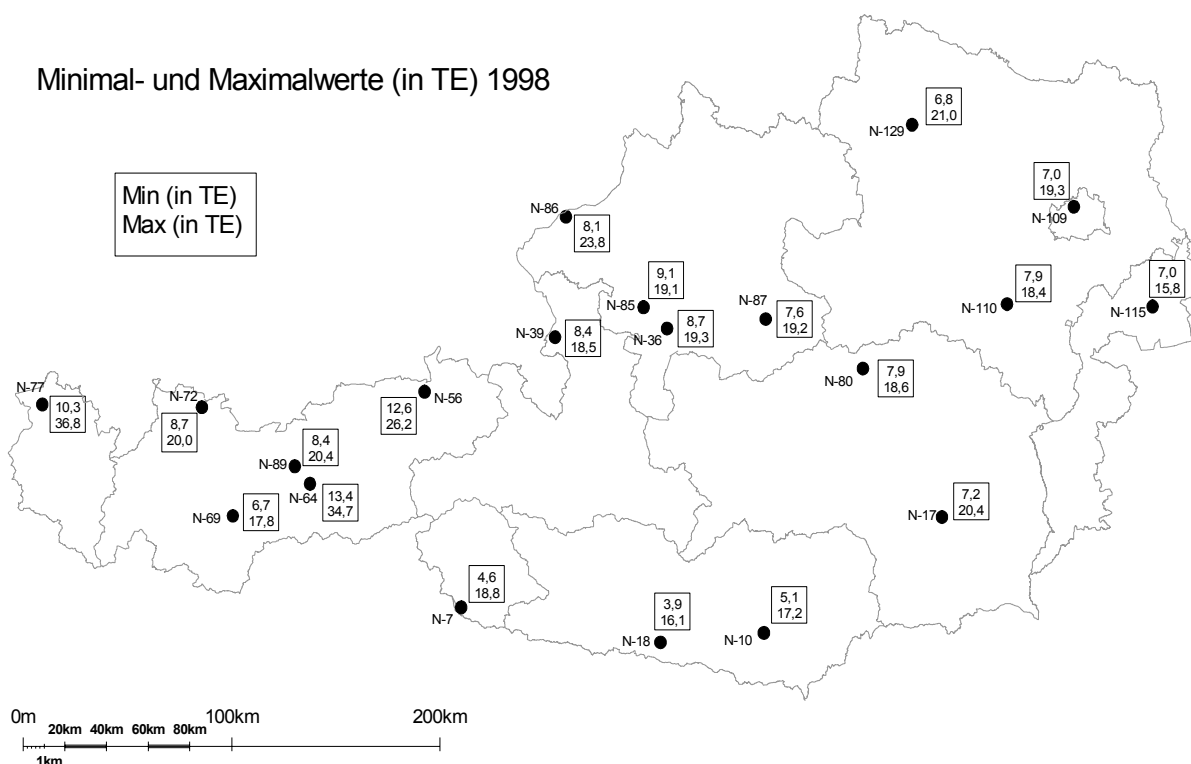 Minimal- und Maximalwerte (in TE) 1998
Min (in TE)
Max (in TE)
N-129
6,8
21,0
7,0
19,3
N-109
N-86
8,1
23,8
9,1
19,1
N-85
N-87
7,6
19,2
7,9
18,4
N-110
7,0
15,8
N-115
N-39
8,4
18,5
N-36
8,7
19,3
N-80
7,9
18,6
N-77
10,3
36,8
N-72
8,7
20,0
N-56
12,6
26,2
N-89
8,4
20,4
N-64
13,4
34,7
N-69
6,7
17,8
N-17
7,2
20,4
4,6
18,8
N-7
3,9
16,1
N-18
5,1
17,2
N-10
0m
100km
200km
20km 40km 60km 80km
1km